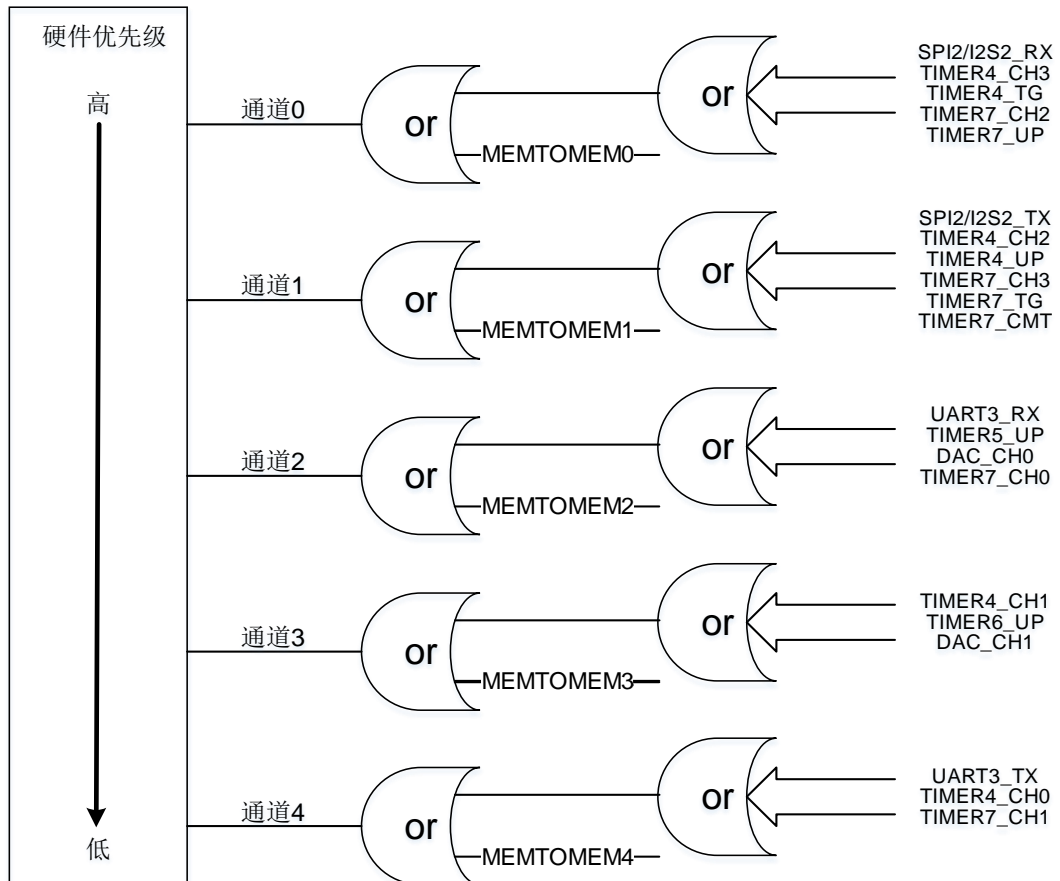 硬件优先级
高
低
通道0
or
MEMTOMEM0
or
SPI2/I2S2_RX
TIMER4_CH3
TIMER4_TG
TIMER7_CH2
TIMER7_UP
通道1
or
MEMTOMEM1
or
SPI2/I2S2_TX
TIMER4_CH2
TIMER4_UP
TIMER7_CH3
TIMER7_TG
TIMER7_CMT
通道2
or
MEMTOMEM2
or
UART3_RX
TIMER5_UP
DAC_CH0
TIMER7_CH0
通道3
or
MEMTOMEM3
or
TIMER4_CH1
TIMER6_UP
DAC_CH1
通道4
or
MEMTOMEM4
or
UART3_TX
TIMER4_CH0
TIMER7_CH1